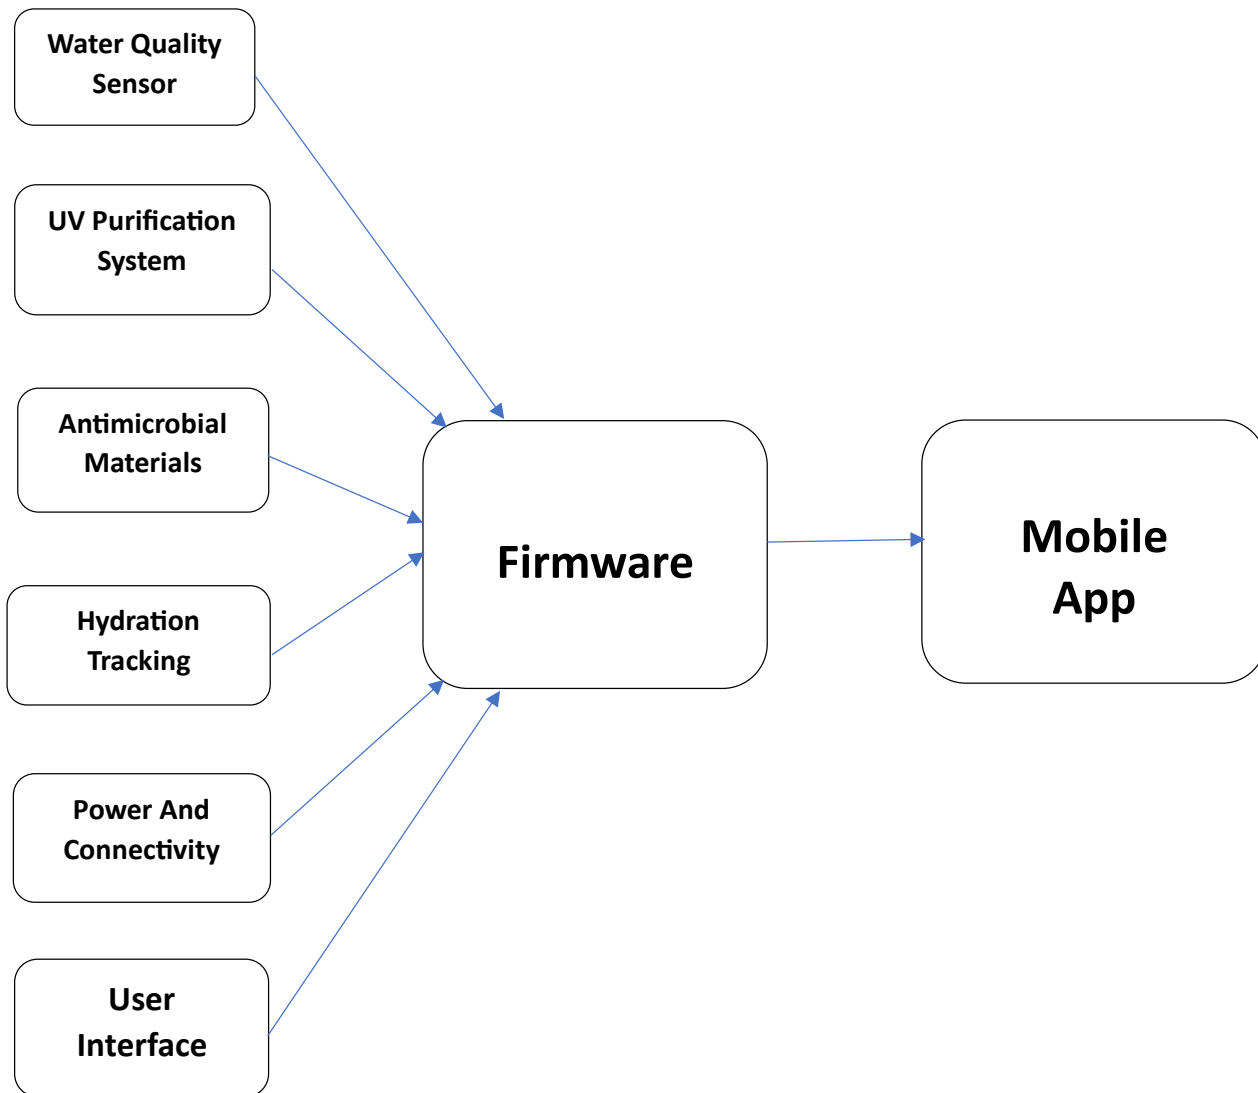 Water Quality
Sensor
UV Purification
System
Antimicrobial
Materials
Hydration
Tracking
Power And
Connectivity
User
Interface
Firmware
Mobile
App